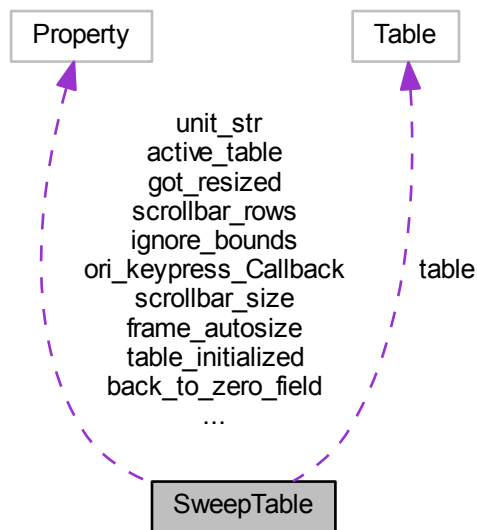 Property
Table
unit_str
active_table
got_resized
scrollbar_rows
ignore_bounds
ori_keypress_Callback
scrollbar_size
frame_autosize
table_initialized
back_to_zero_field
...
table
SweepTable